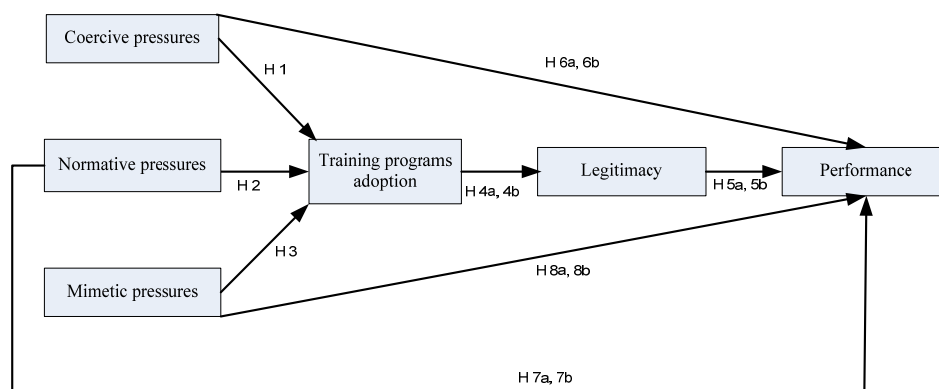 Coercive pressures
H 6a, 6b
H 1
Normative pressures
H 2
Training programs
adoption
H 4a, 4b
Legitimacy
H 5a, 5b
Performance
H 3
Mimetic pressures
H 8a, 8b
H 7a, 7b